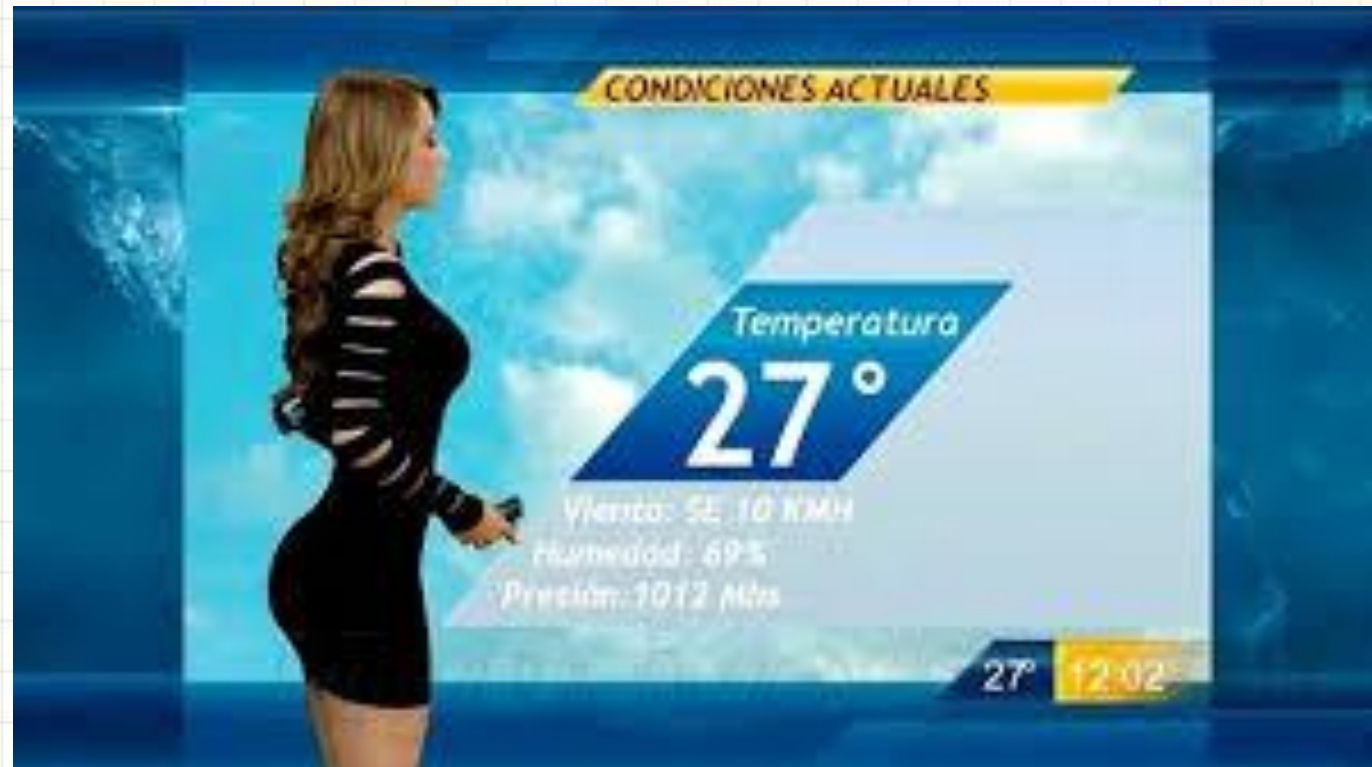 CONDICIONES ACTUALES
Temperatura
27°
Viento: SE 10 KMH
Humedad: 69%
Presión: 1012 Mbs
27° 12:02